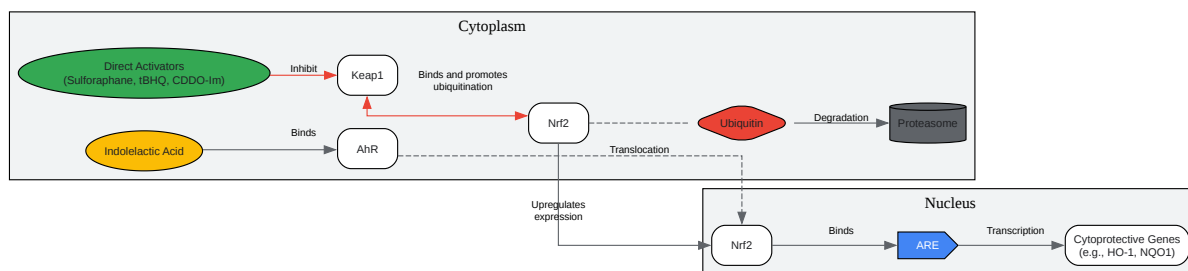 Cytoplasm
Direct Activators
(Sulforaphane, tBHQ, CDDO-Im)
Inhibit
Keap1
Binds and promotes
ubiquitination
Nrf2
Ubiquitin
Degradation
Proteasome
Indolelactic Acid
Binds
AhR
Translocation
Upregulates
expression
Nucleus
Nrf2
Binds
ARE
Transcription
Cytoprotective Genes
(e.g., HO-1, NQO1)